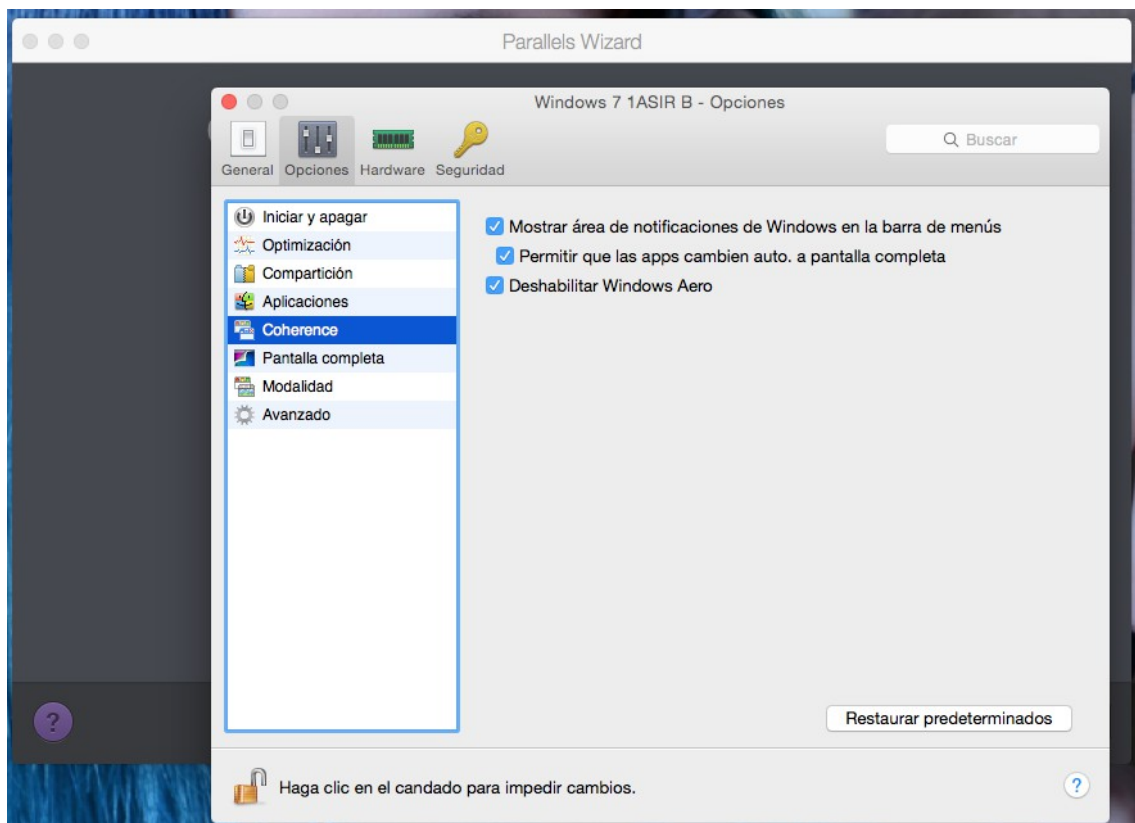 Parallels Wizard
Windows 7 1ASIR B - Opciones
General Opciones Hardware Seguridad
Buscar
Iniciar y apagar
Optimización
Compartición
Aplicaciones
Coherence
Pantalla completa
Modalidad
Avanzado
Mostrar área de notificaciones de Windows en la barra de menús
Permitir que las apps cambien auto. a pantalla completa
Deshabilitar Windows Aero
Restaurar predeterminados
?
Haga clic en el candado para impedir cambios.
?